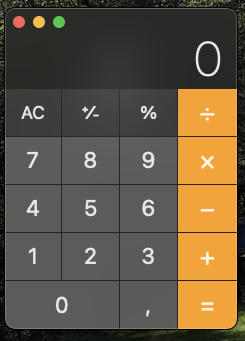 0
AC ⁺∕₋ % ÷
7 8 9 ×
4 5 6 −
1 2 3 +
0 , =